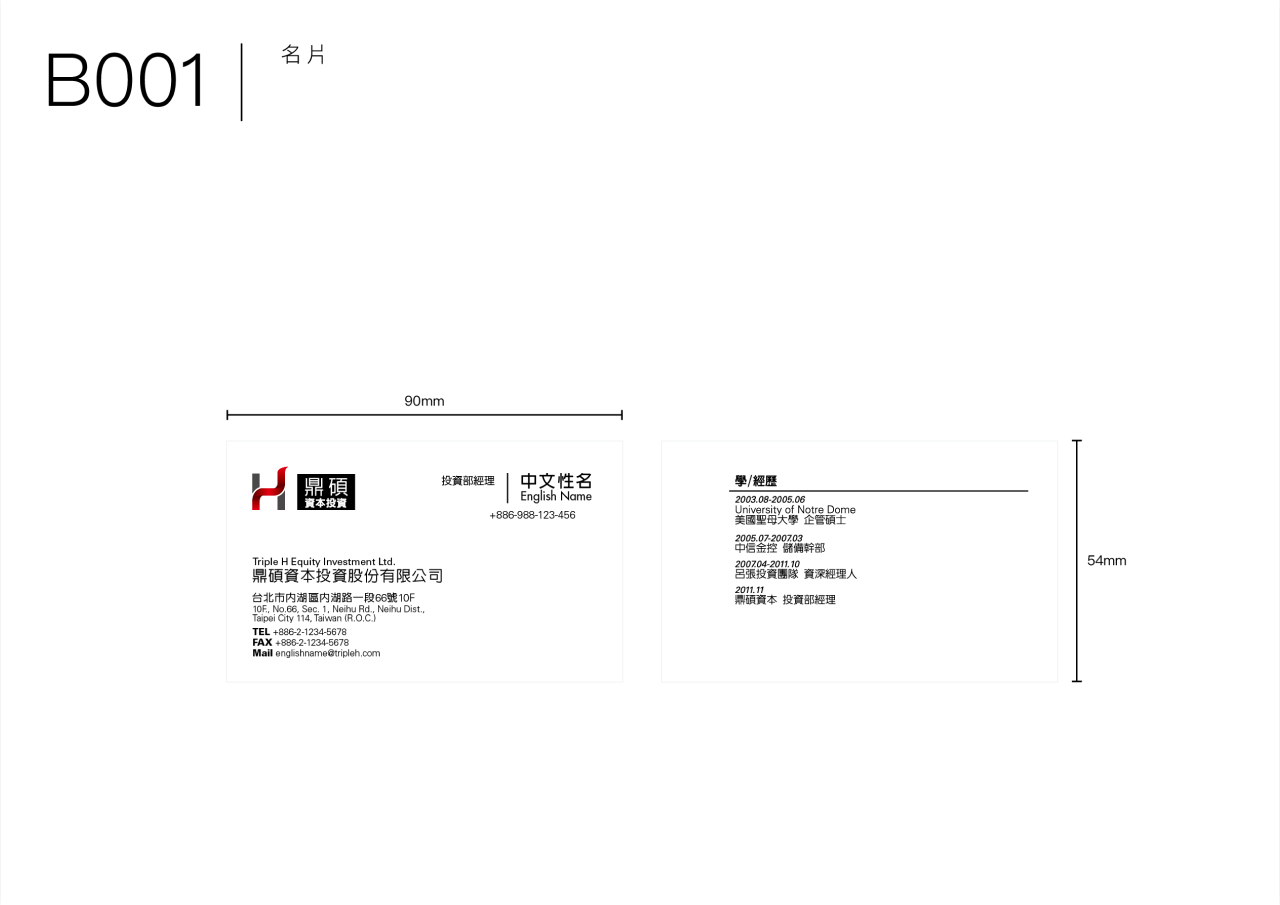 B001
名片
90mm
鼎碩
資本投資
投資部經理
中文性名
English Name
+886-988-123-456
Triple H Equity Investment Ltd.
鼎碩資本投資股份有限公司
台北市內湖區內湖路一段66號10F
10F., No.66, Sec. 1, Neihu Rd., Neihu Dist.,
Taipei City 114, Taiwan (R.O.C.)
TEL +886-2-1234-5678
FAX +886-2-1234-5678
Mail englishname@tripleh.com
學/經歷
2003.08-2005.06
University of Notre Dome
美國聖母大學 企管碩士
2005.07-2007.03
中信金控 儲備幹部
2007.04-2011.10
呂張投資團隊 資深經理人
2011.11
鼎碩資本 投資部經理
54mm